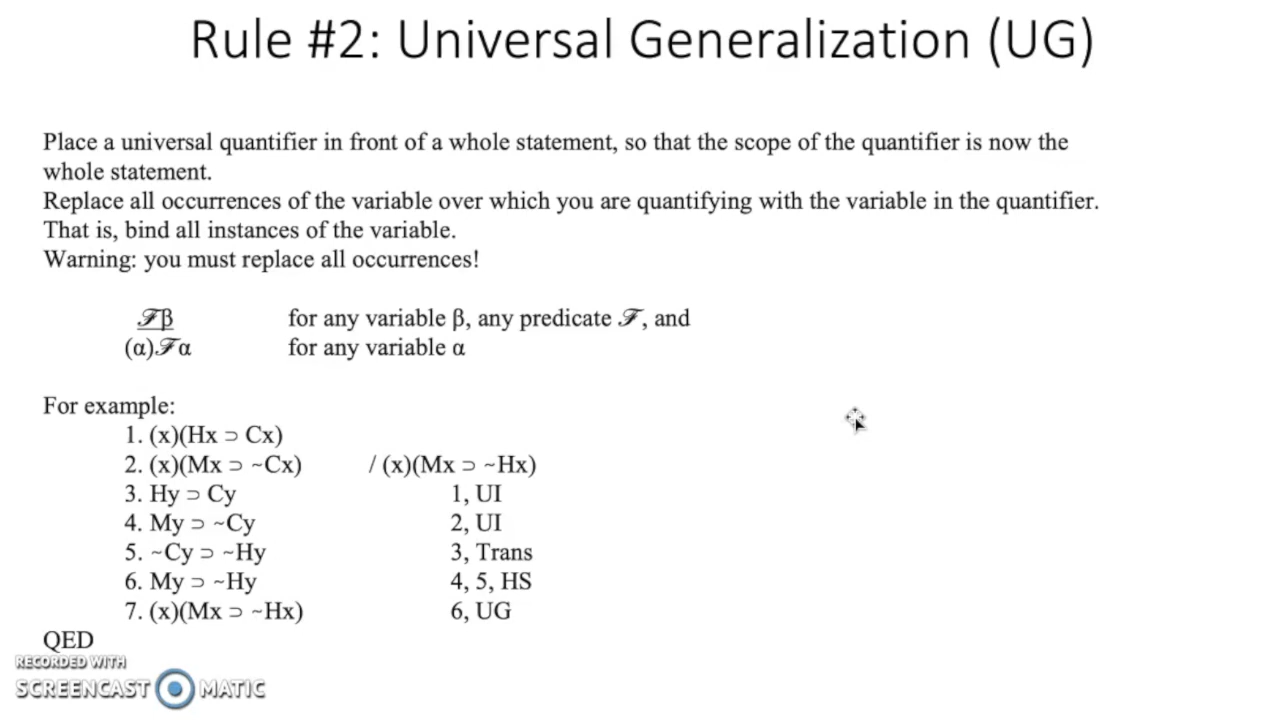 Rule #2: Universal Generalization (UG)
Place a universal quantifier in front of a whole statement, so that the scope of the quantifier is now the
whole statement.
Replace all occurrences of the variable over which you are quantifying with the variable in the quantifier.
That is, bind all instances of the variable.
Warning: you must replace all occurrences!
ℱβ for any variable β, any predicate ℱ, and
(α)ℱα for any variable α
For example:
1. (x)(Hx ⊃ Cx)
2. (x)(Mx ⊃ ~Cx) / (x)(Mx ⊃ ~Hx)
3. Hy ⊃ Cy 1, UI
4. My ⊃ ~Cy 2, UI
5. ~Cy ⊃ ~Hy 3, Trans
6. My ⊃ ~Hy 4, 5, HS
7. (x)(Mx ⊃ ~Hx) 6, UG
QED
RECORDED WITH
SCREENCAST MATIC